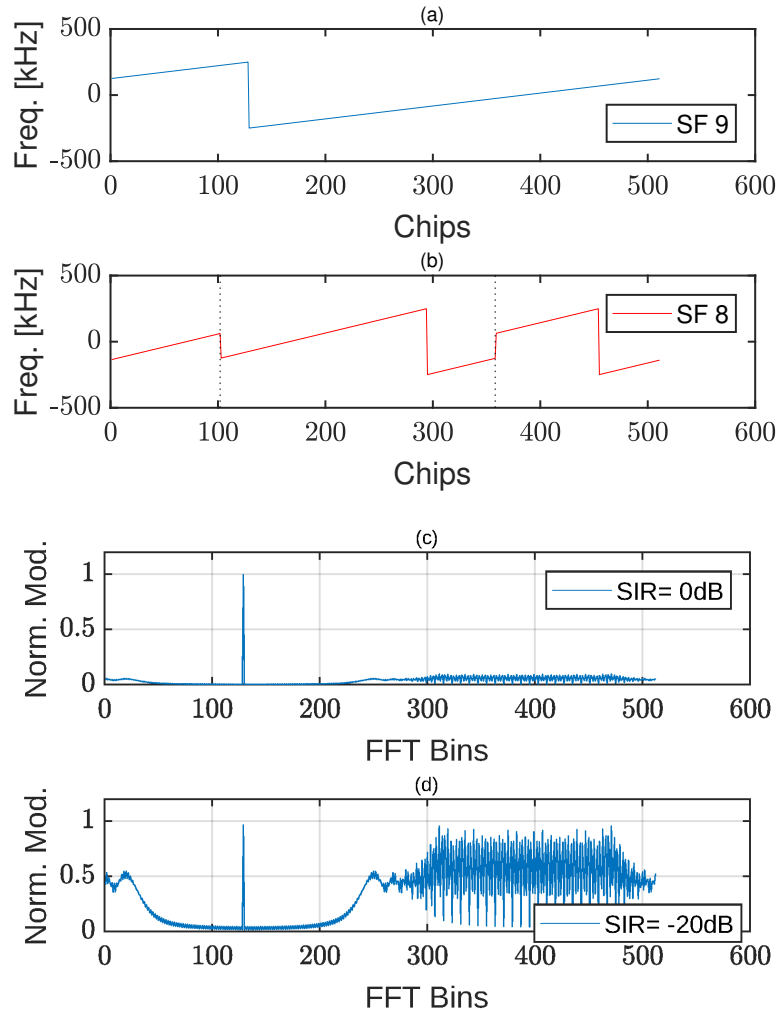 (a)
500
0
-500
Freq. [kHz]
SF 9
0 100 200 300 400 500 600
Chips
(b)
500
0
-500
Freq. [kHz]
SF 8
0 100 200 300 400 500 600
Chips
(c)
1
0.5
0
Norm. Mod.
SIR= 0dB
0 100 200 300 400 500 600
FFT Bins
(d)
1
0.5
0
Norm. Mod.
SIR= -20dB
0 100 200 300 400 500 600
FFT Bins